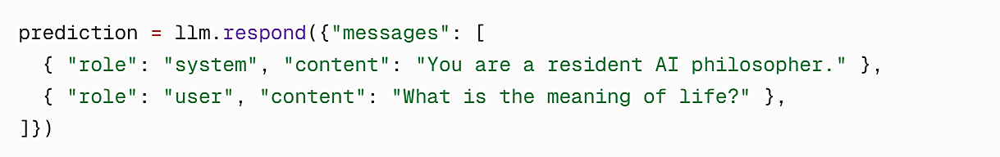 prediction = llm.respond({"messages": [
  { "role": "system", "content": "You are a resident AI philosopher." },
  { "role": "user", "content": "What is the meaning of life?" },
]})